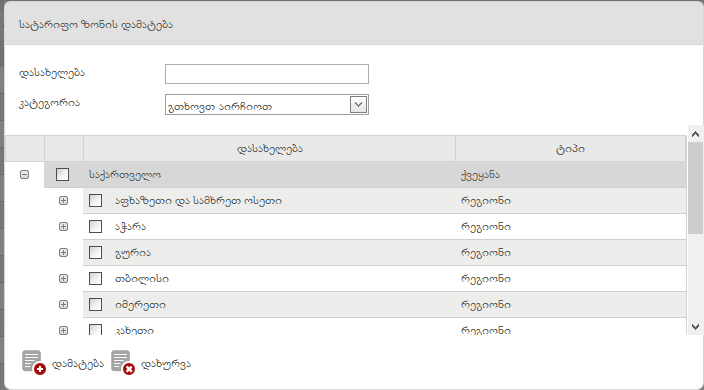 სატარიფო ზონის დამატება
დასახელება
კატეგორია გთხოვთ აირჩიოთ
დასახელება ტიპი
საქართველო ქვეყანა
აფხაზეთი და სამხრეთ ოსეთი რეგიონი
აჭარა რეგიონი
გურია რეგიონი
თბილისი რეგიონი
იმერეთი რეგიონი
კახეთი რეგიონი
დამატება დახურვა